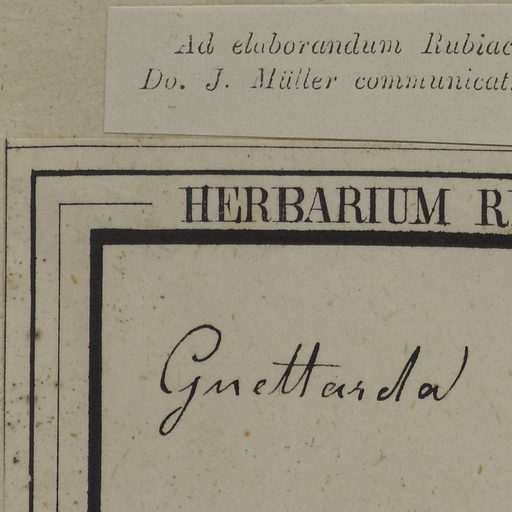 Ad elaborandum Rubiac
Do. J. Müller communicat.
HERBARIUM R
Guettarda